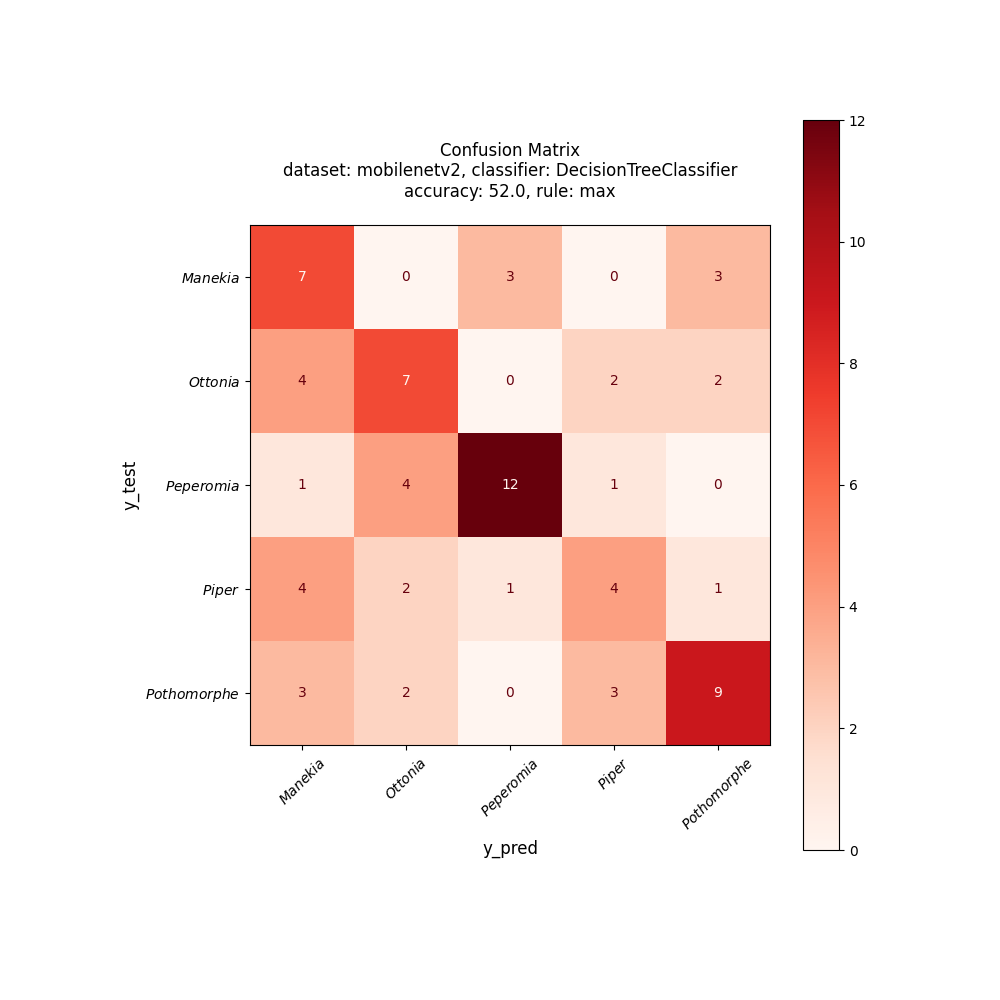 Confusion Matrix
dataset: mobilenetv2, classifier: DecisionTreeClassifier
accuracy: 52.0, rule: max
12
10
8
6
4
2
0
y_test
Manekia 7 0 3 0 3
Ottonia 4 7 0 2 2
Peperomia 1 4 12 1 0
Piper 4 2 1 4 1
Pothomorphe 3 2 0 3 9
Manekia Ottonia Peperomia Piper Pothomorphe
y_pred